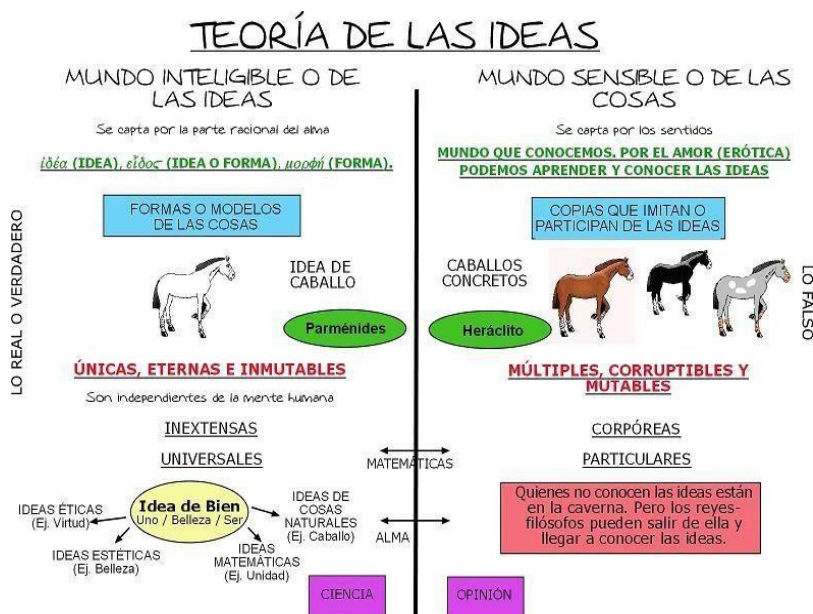 TEORÍA DE LAS IDEAS
MUNDO INTELIGIBLE O DE
LAS IDEAS
Se capta por la parte racional del alma
ἰδέα (IDEA), εἶδος (IDEA O FORMA), μορφή (FORMA).
FORMAS O MODELOS
DE LAS COSAS
LO REAL O VERDADERO
IDEA DE
CABALLO
Parménides
ÚNICAS, ETERNAS E INMUTABLES
Son independientes de la mente humana
INEXTENSAS
UNIVERSALES
Idea de Bien
Uno / Belleza / Ser
IDEAS ÉTICAS
(Ej. Virtud)
IDEAS ESTÉTICAS
(Ej. Belleza)
IDEAS DE
COSAS
NATURALES
(Ej. Caballo)
IDEAS
MATEMÁTICAS
(Ej. Unidad)
CIENCIA
MATEMÁTICAS
ALMA
MUNDO SENSIBLE O DE LAS
COSAS
Se capta por los sentidos
MUNDO QUE CONOCEMOS. POR EL AMOR (ERÓTICA)
PODEMOS APRENDER Y CONOCER LAS IDEAS
COPIAS QUE IMITAN O
PARTICIPAN DE LAS IDEAS
CABALLOS
CONCRETOS
Heráclito
LO FALSO
MÚLTIPLES, CORRUPTIBLES Y
MUTABLES
CORPÓREAS
PARTICULARES
Quienes no conocen las ideas están
en la caverna. Pero los reyes-
filósofos pueden salir de ella y
llegar a conocer las ideas.
OPINIÓN